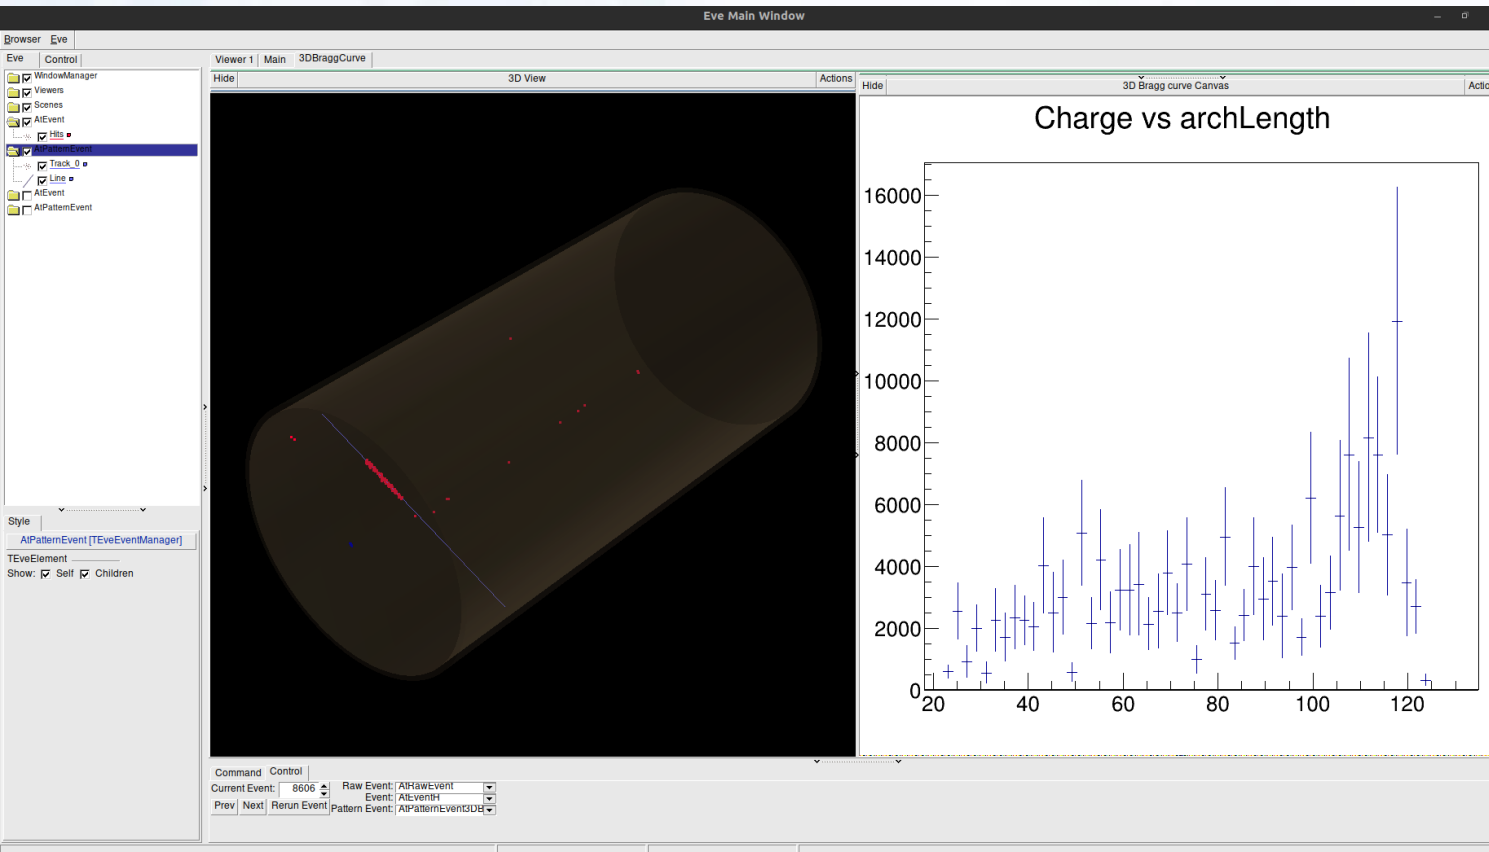 Eve Main Window
Browser Eve
Eve Control
WindowManager
Viewers
Scenes
AtEvent
Hits
AtPatternEvent
Track_0
Line
AtEvent
AtPatternEvent
Style
AtPatternEvent [TEveEventManager]
TEveElement
Show: Self Children
Viewer 1 Main 3DBraggCurve
Hide 3D View Actions
Hide 3D Bragg curve Canvas Actio
Charge vs archLength
16000
14000
12000
10000
8000
6000
4000
2000
0
20 40 60 80 100 120
Command Control
Current Event: 8606
Prev Next Rerun Event
Raw Event: AtRawEvent
Event: AtEventH
Pattern Event: AtPatternEvent3DB